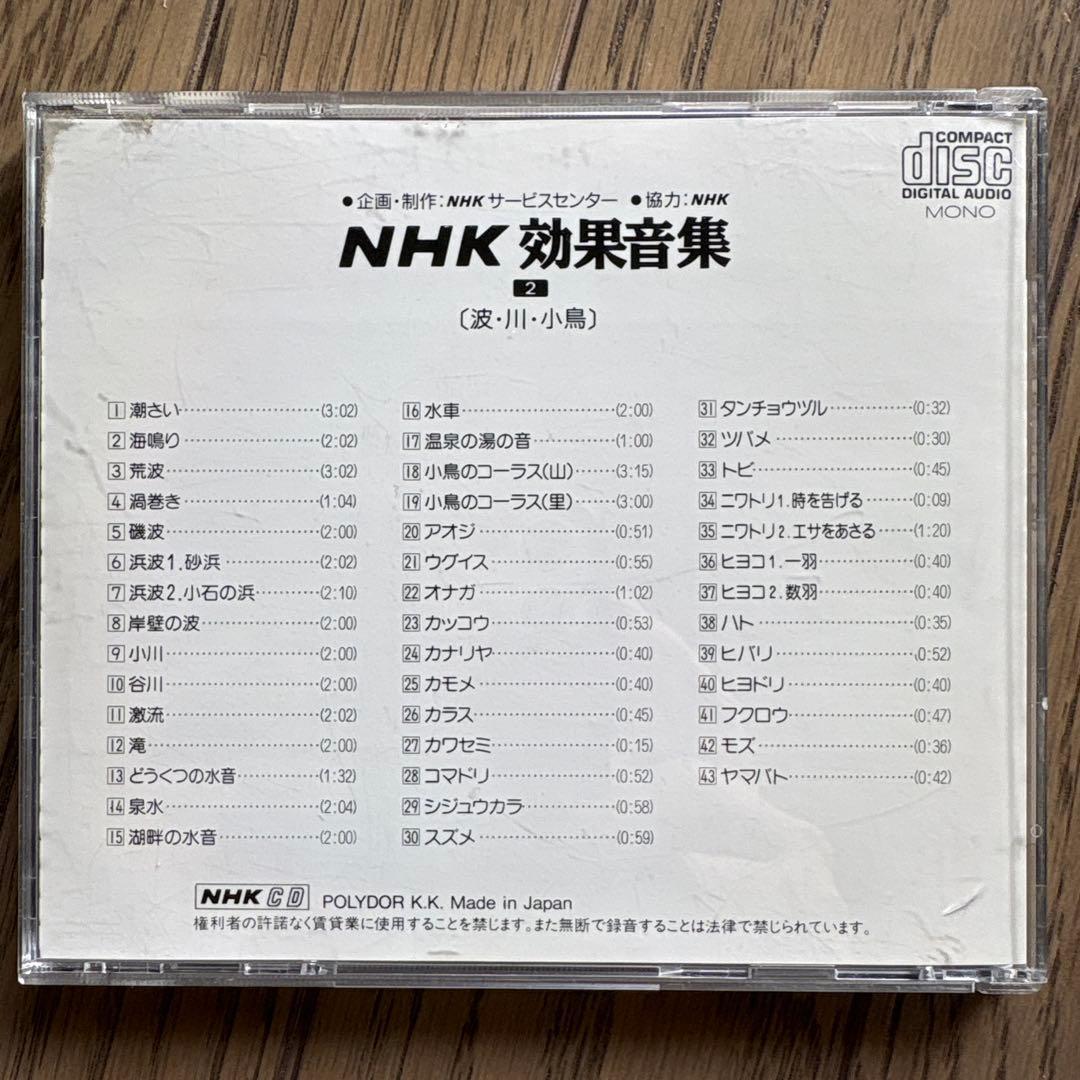 COMPACT
disc
DIGITAL AUDIO
MONO
●企画・制作:NHKサービスセンター ●協力:NHK
NHK 効果音集
2
〔波・川・小鳥〕
1 潮さい……(3:02)
2 海鳴り……(2:02)
3 荒波……(3:02)
4 渦巻き……(1:04)
5 磯波……(2:00)
6 浜波1.砂浜……(2:02)
7 浜波2.小石の浜……(2:10)
8 岸壁の波……(2:00)
9 小川……(2:00)
10 谷川……(2:00)
11 激流……(2:02)
12 滝……(2:00)
13 どうくつの水音……(1:32)
14 泉水……(2:04)
15 湖畔の水音……(2:00)
16 水車……(2:00)
17 温泉の湯の音……(1:00)
18 小鳥のコーラス(山)……(3:15)
19 小鳥のコーラス(里)……(3:00)
20 アオジ……(0:51)
21 ウグイス……(0:55)
22 オナガ……(1:02)
23 カッコウ……(0:53)
24 カナリヤ……(0:40)
25 カモメ……(0:40)
26 カラス……(0:45)
27 カワセミ……(0:15)
28 コマドリ……(0:52)
29 シジュウカラ……(0:58)
30 スズメ……(0:59)
31 タンチョウヅル……(0:32)
32 ツバメ……(0:30)
33 トビ……(0:45)
34 ニワトリ1.時を告げる……(0:09)
35 ニワトリ2.エサをあさる……(1:20)
36 ヒヨコ1.一羽……(0:40)
37 ヒヨコ2.数羽……(0:40)
38 ハト……(0:35)
39 ヒバリ……(0:52)
40 ヒヨドリ……(0:40)
41 フクロウ……(0:47)
42 モズ……(0:36)
43 ヤマバト……(0:42)
NHK CD POLYDOR K.K. Made in Japan
権利者の許諾なく賃貸業に使用することを禁じます。また無断で録音することは法律で禁じられています。